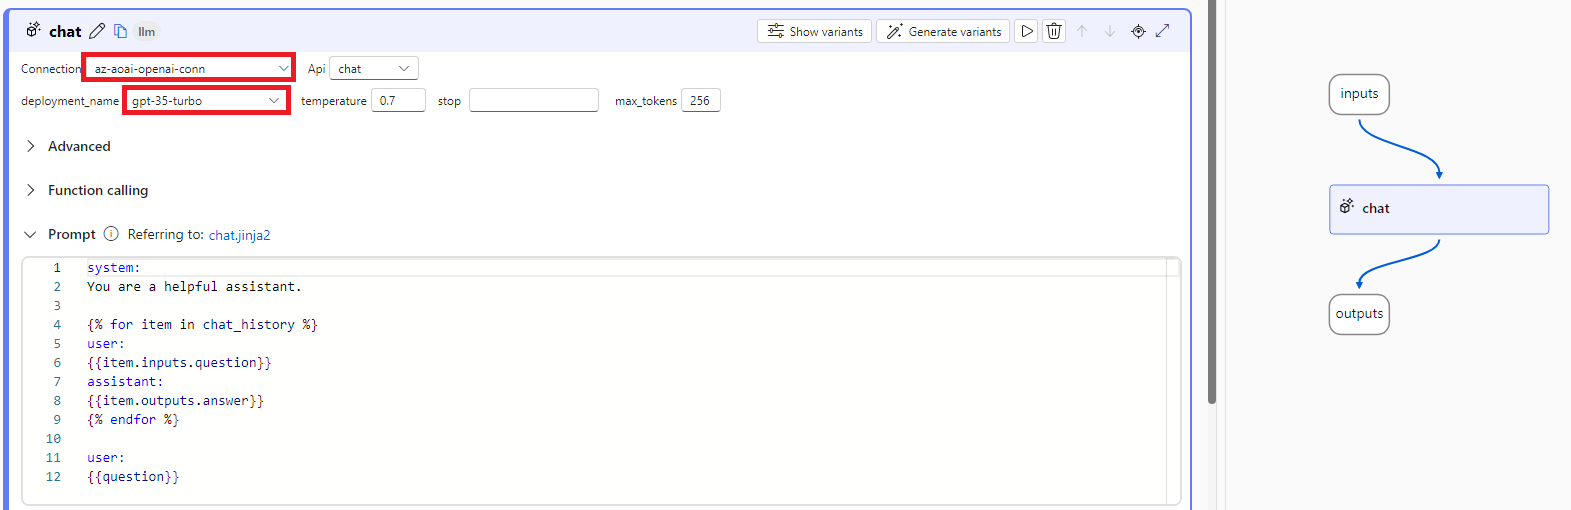 chat llm Show variants Generate variants
Connection az-aoai-openai-conn Api chat
deployment_name gpt-35-turbo temperature 0.7 stop max_tokens 256
Advanced
Function calling
Prompt Referring to: chat.jinja2
1 system:
2 You are a helpful assistant.
3
4 {% for item in chat_history %}
5 user:
6 {{item.inputs.question}}
7 assistant:
8 {{item.outputs.answer}}
9 {% endfor %}
10
11 user:
12 {{question}}
inputs
chat
outputs